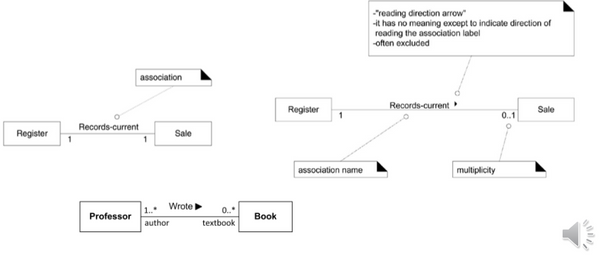 -"reading direction arrow"
-it has no meaning except to indicate direction of
reading the association label
-often excluded
association
Register
Records-current
Sale
1
1
Register
Records-current
Sale
1
0..1
association name
multiplicity
Professor
1..*
Wrote ▶
0..*
Book
author
textbook